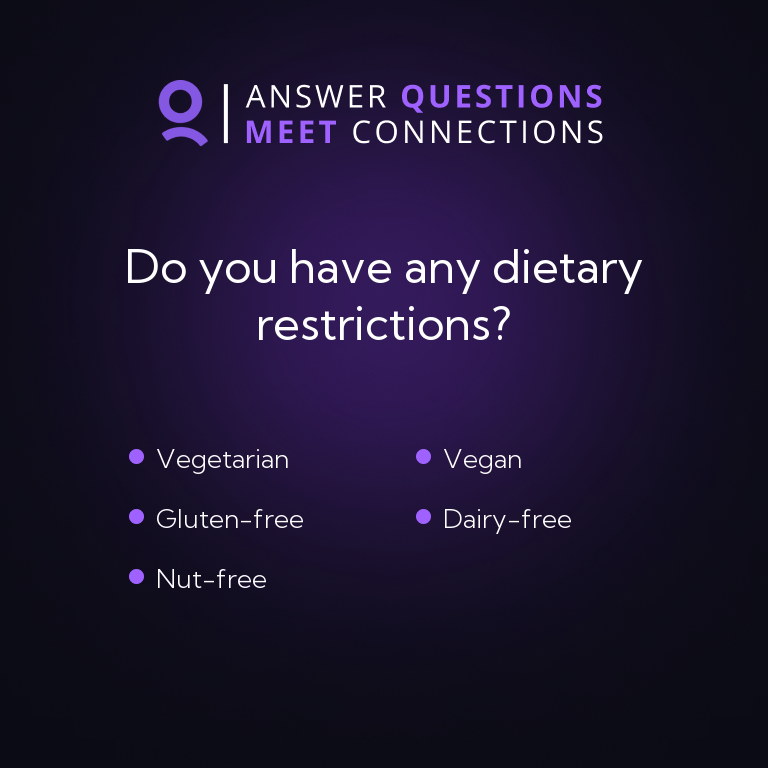 ANSWER QUESTIONS
MEET CONNECTIONS
Do you have any dietary
restrictions?
Vegetarian
Vegan
Gluten-free
Dairy-free
Nut-free